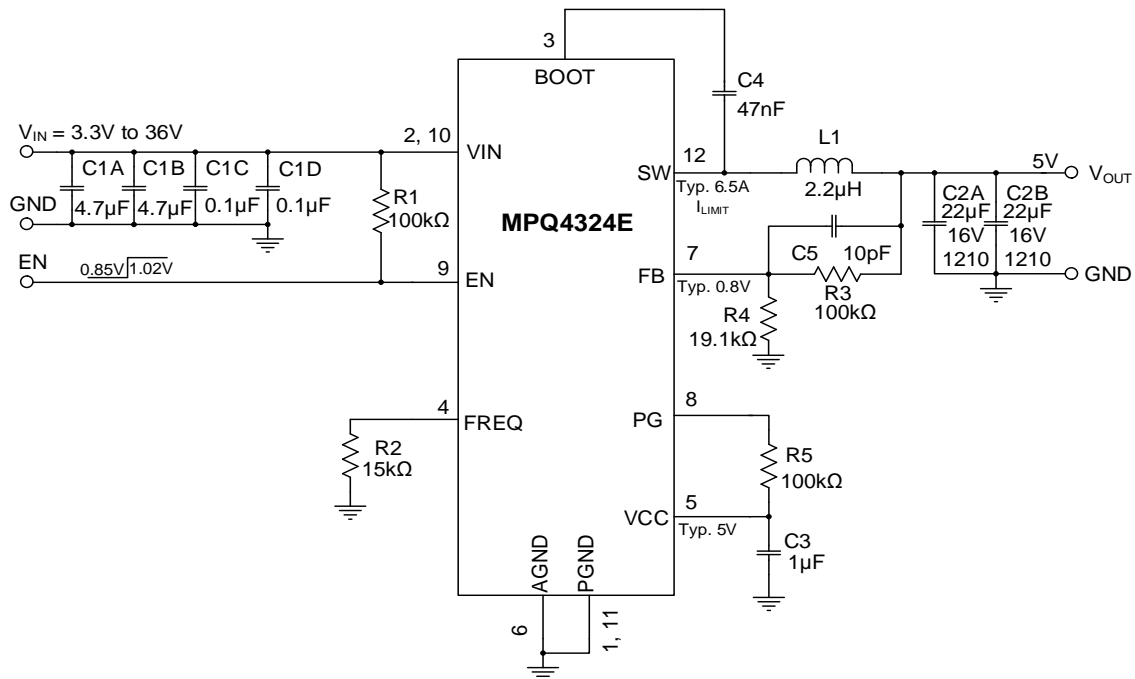 3
BOOT
C4
47nF
VIN = 3.3V to 36V
2, 10
VIN
C1A
C1B
C1C
C1D
4.7µF
4.7µF
0.1µF
0.1µF
GND
R1
100kΩ
EN
0.85V
1.02V
9
EN
MPQ4324E
SW
12
Typ. 6.5A
ILIMIT
L1
2.2µH
5V
VOUT
C2A
22µF
16V
1210
C2B
22µF
16V
1210
GND
FB
7
Typ. 0.8V
C5
10pF
R3
100kΩ
R4
19.1kΩ
4
FREQ
R2
15kΩ
PG
8
R5
100kΩ
VCC
5
Typ. 5V
C3
1µF
AGND
PGND
6
1, 11